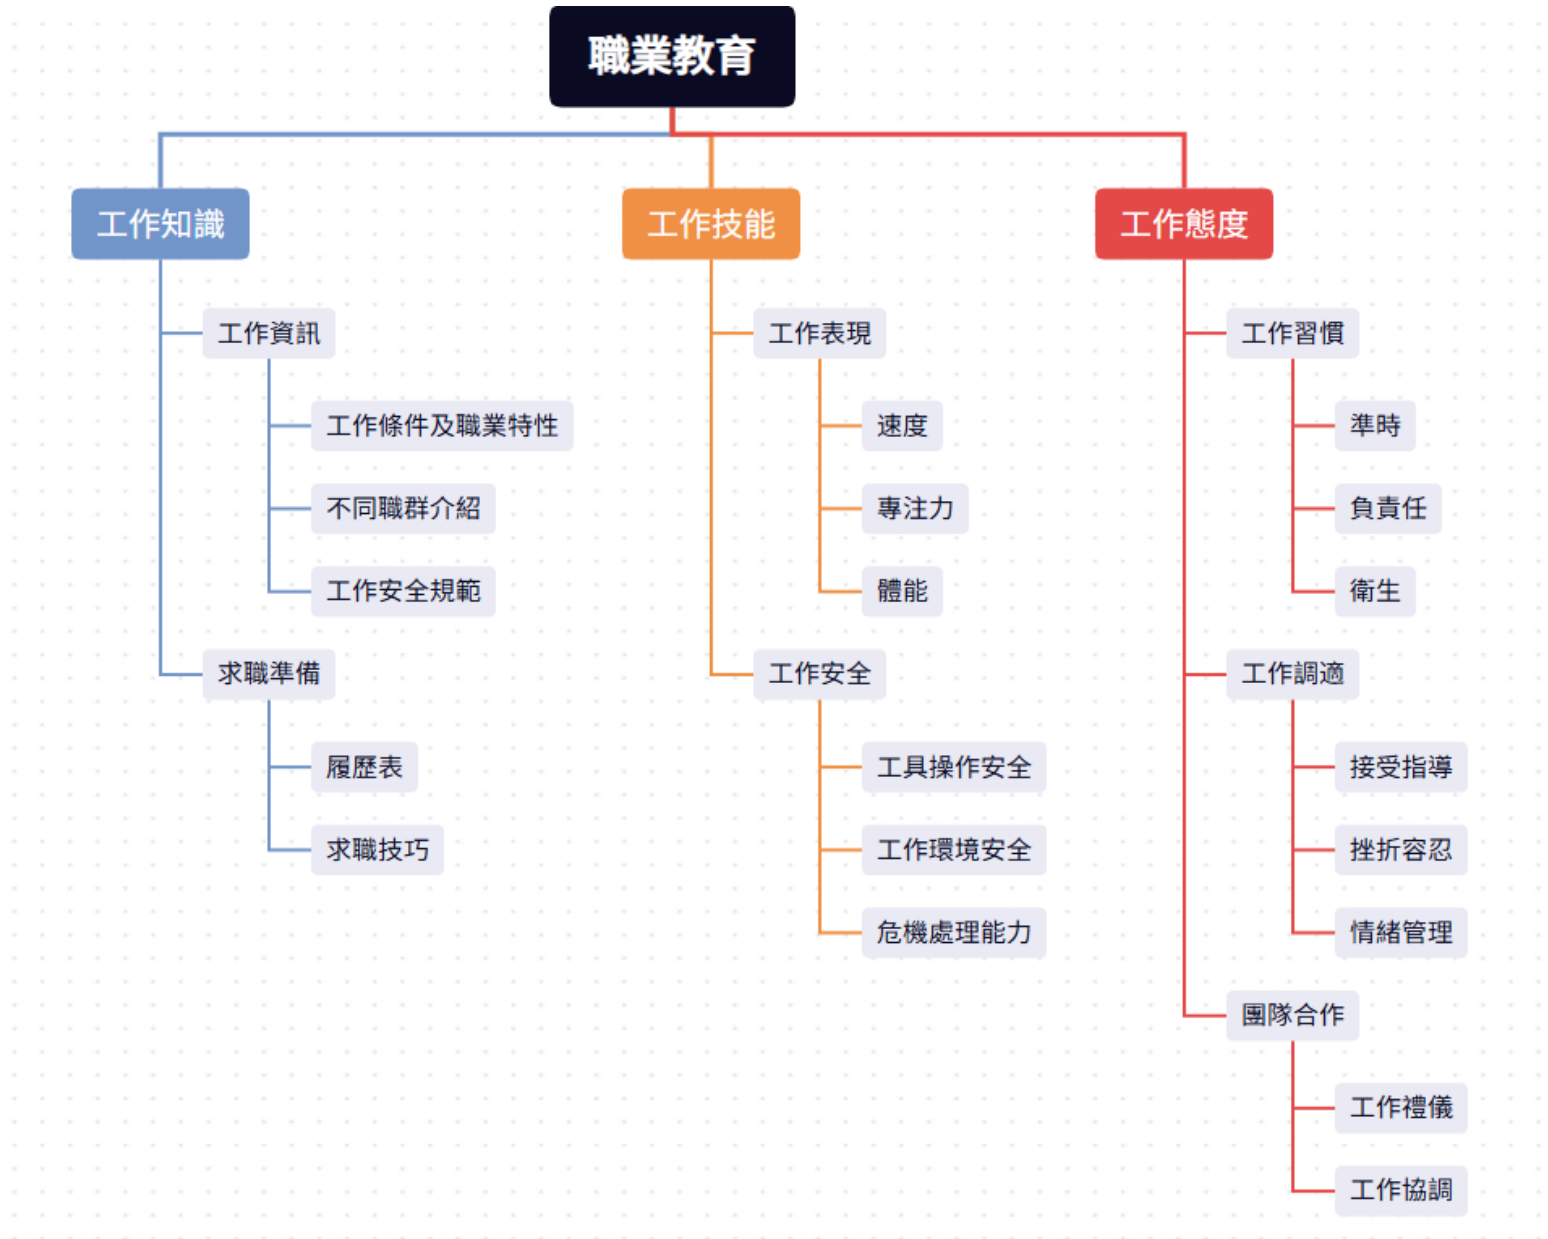 職業教育
工作知識
工作資訊
工作條件及職業特性
不同職群介紹
工作安全規範
求職準備
履歷表
求職技巧
工作技能
工作表現
速度
專注力
體能
工作安全
工具操作安全
工作環境安全
危機處理能力
工作態度
工作習慣
準時
負責任
衛生
工作調適
接受指導
挫折容忍
情緒管理
團隊合作
工作禮儀
工作協調